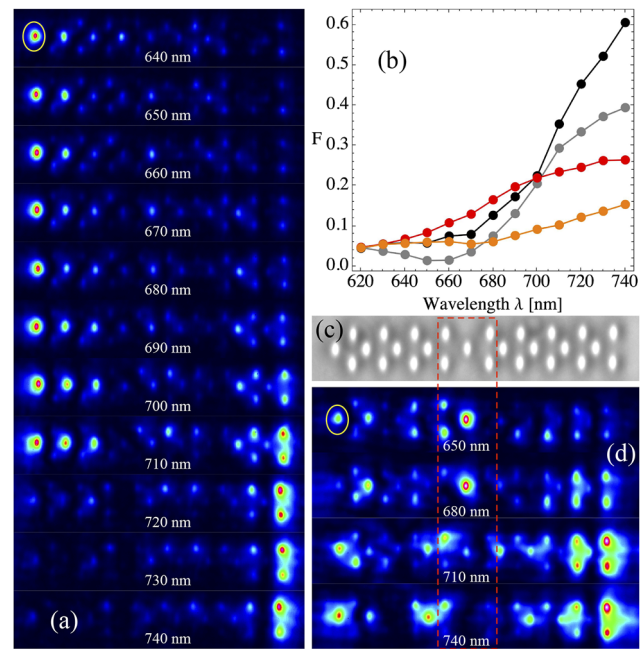 640 nm
650 nm
660 nm
670 nm
680 nm
690 nm
700 nm
710 nm
720 nm
730 nm
740 nm
(a)
0.6
0.5
0.4
F
0.3
0.2
0.1
0.0
(b)
620 640 660 680 700 720 740
Wavelength λ [nm]
(c)
(d)
650 nm
680 nm
710 nm
740 nm